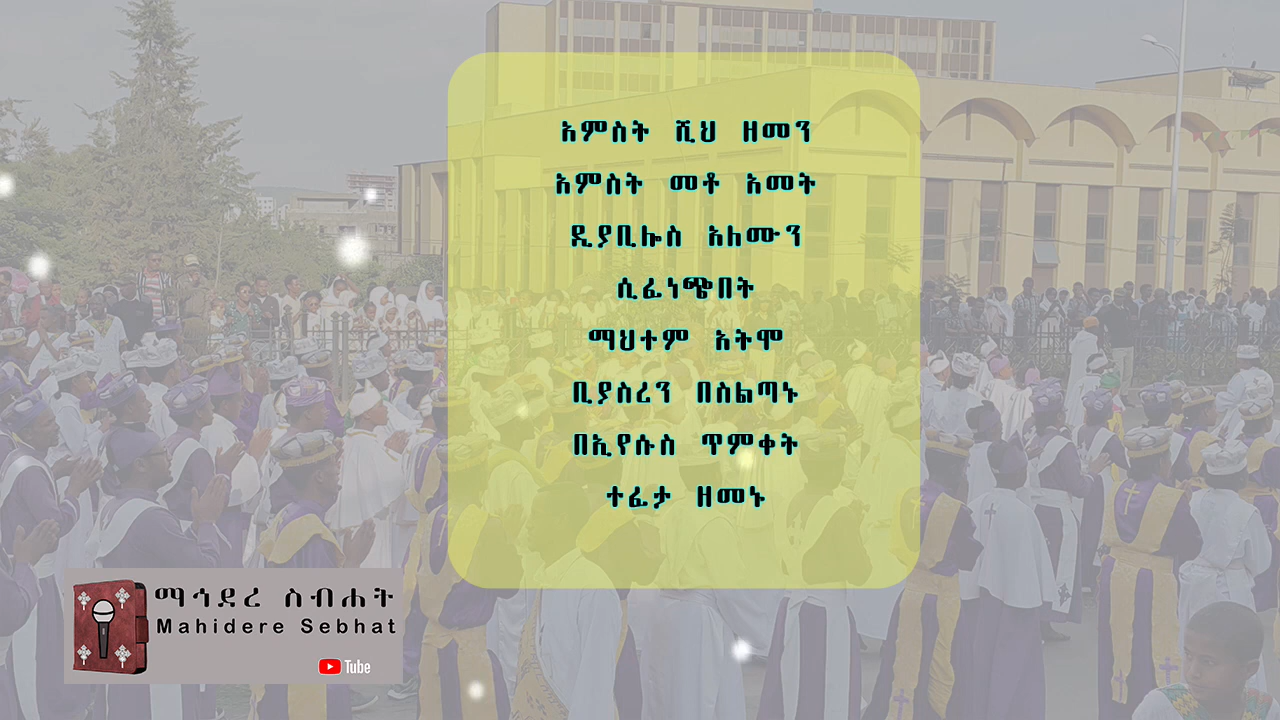 አምስት ሺህ ዘመን
አምስት መቶ አመት
ዲያቢሎስ አለሙን
ሲፈነጭበት
ማህተም አትሞ
ቢያስረን በስልጣኑ
በኢየሱስ ጥምቀት
ተፈታ ዘመኑ
ማኅደረ ስብሐት
Mahidere Sebhat
Tube